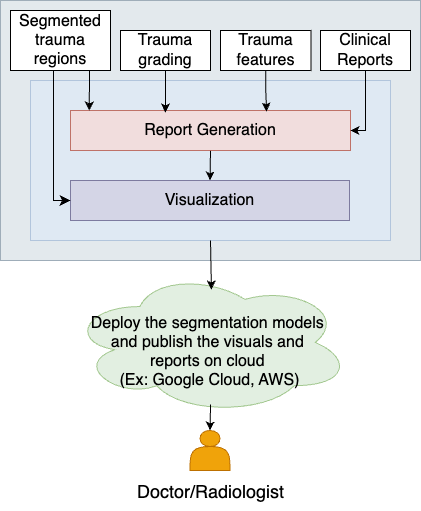 Segmented
trauma
regions
Trauma
grading
Trauma
features
Clinical
Reports
Report Generation
Visualization
Deploy the segmentation models
and publish the visuals and
reports on cloud
(Ex: Google Cloud, AWS)
Doctor/Radiologist